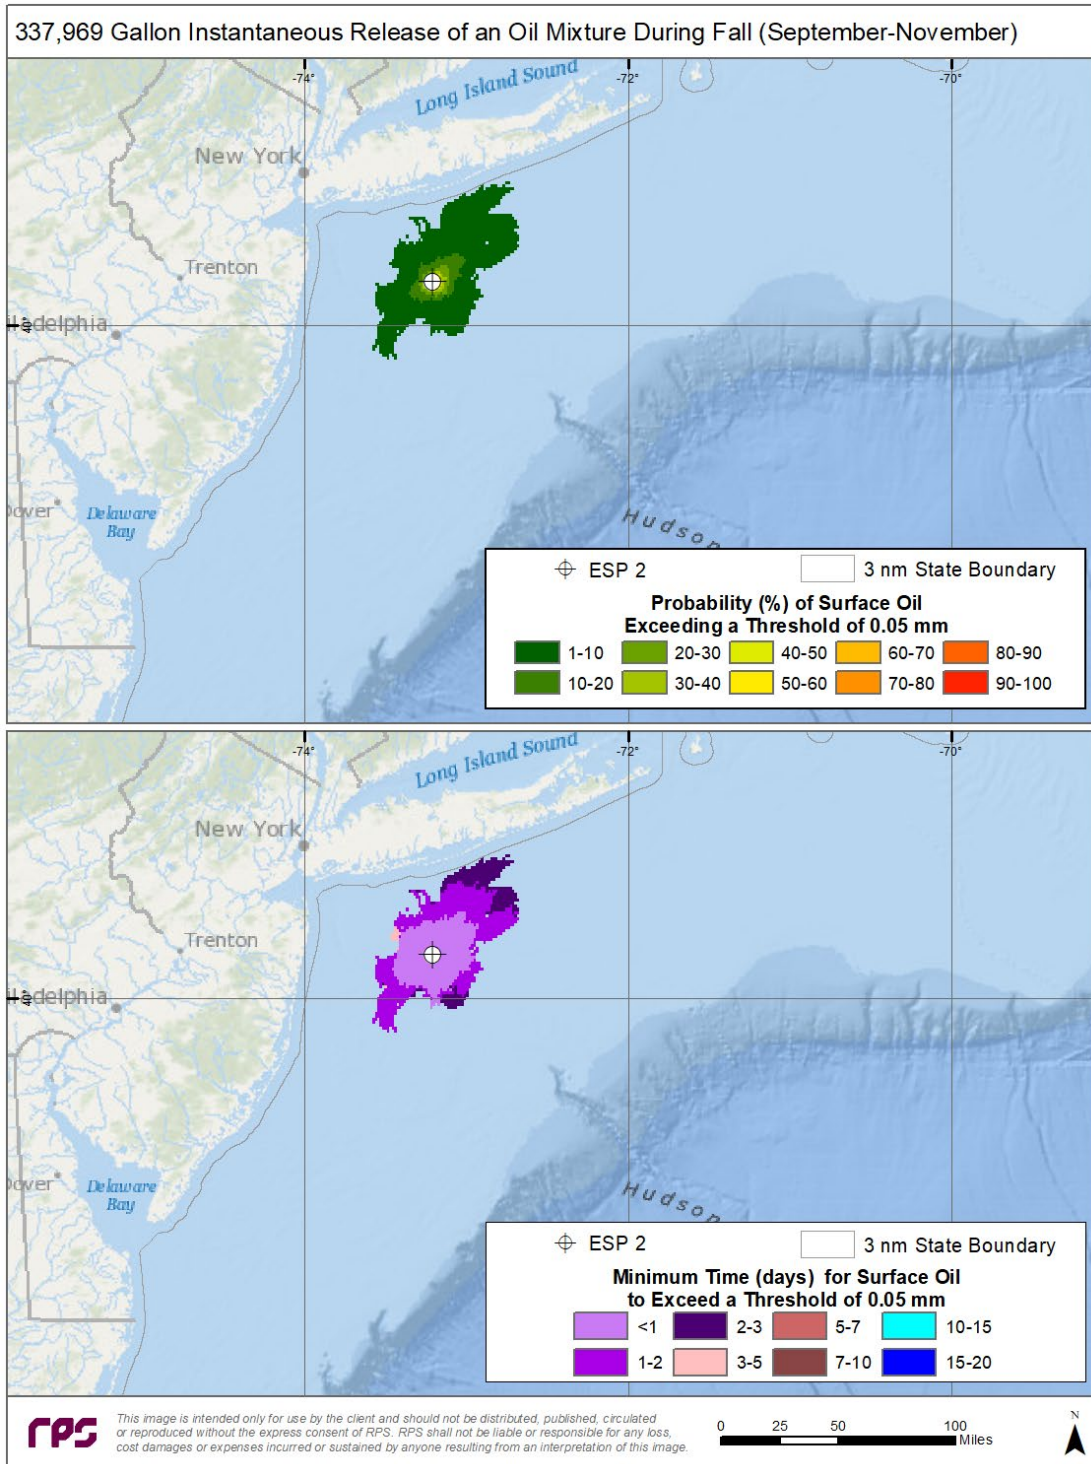 337,969 Gallon Instantaneous Release of an Oil Mixture During Fall (September-November)
-74°
-72°
-70°
Long Island Sound
New York
Trenton
iladelphia
40°
Dover
Delaware
Bay
Hudson
ESP 2
3 nm State Boundary
Probability (%) of Surface Oil
Exceeding a Threshold of 0.05 mm
1-10
20-30
40-50
60-70
80-90
10-20
30-40
50-60
70-80
90-100
-74°
-72°
-70°
Long Island Sound
New York
Trenton
iladelphia
40°
Dover
Delaware
Bay
Hudson
ESP 2
3 nm State Boundary
Minimum Time (days) for Surface Oil
to Exceed a Threshold of 0.05 mm
<1
2-3
5-7
10-15
1-2
3-5
7-10
15-20
rps
This image is intended only for use by the client and should not be distributed, published, circulated
or reproduced without the express consent of RPS. RPS shall not be liable or responsible for any loss,
cost damages or expenses incurred or sustained by anyone resulting from an interpretation of this image.
0 25 50 100
Miles
N